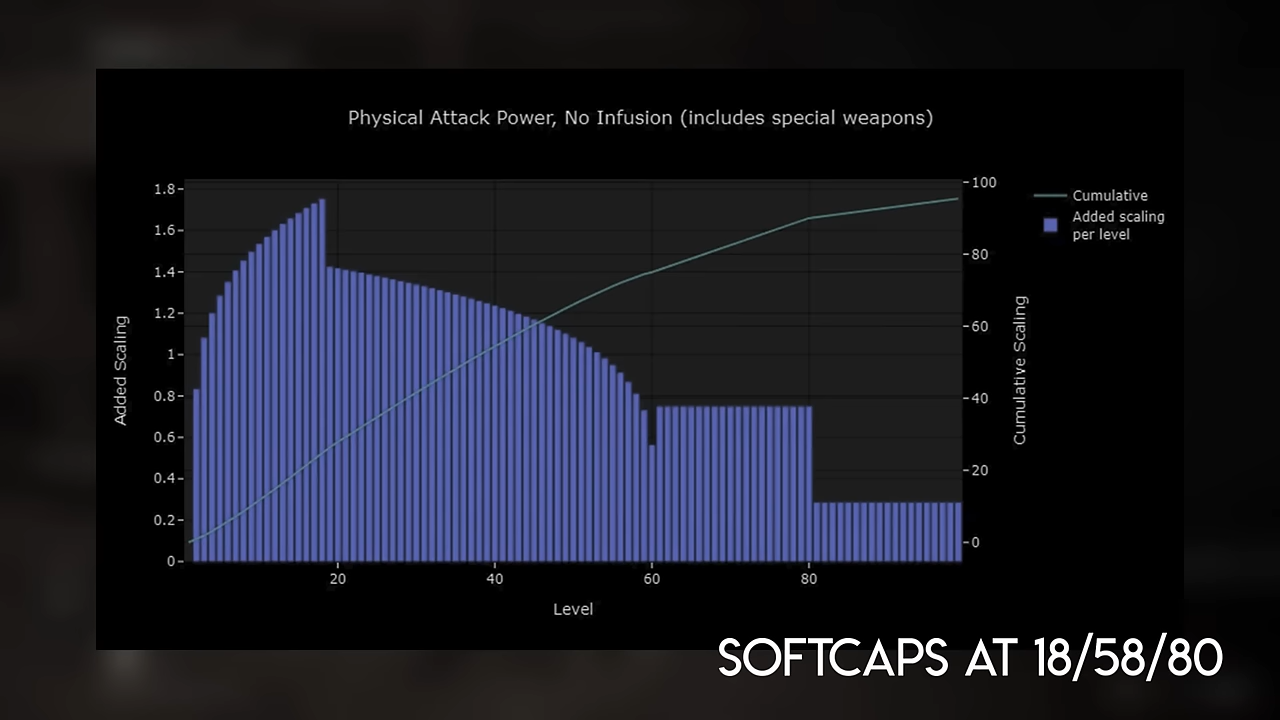 Physical Attack Power, No Infusion (includes special weapons)
1.8
1.6
1.4
1.2
1
0.8
0.6
0.4
0.2
0
Added Scaling
20
40
60
80
Level
100
80
60
40
20
0
Cumulative Scaling
Cumulative
Added scaling
per level
SOFTCAPS AT 18/58/80